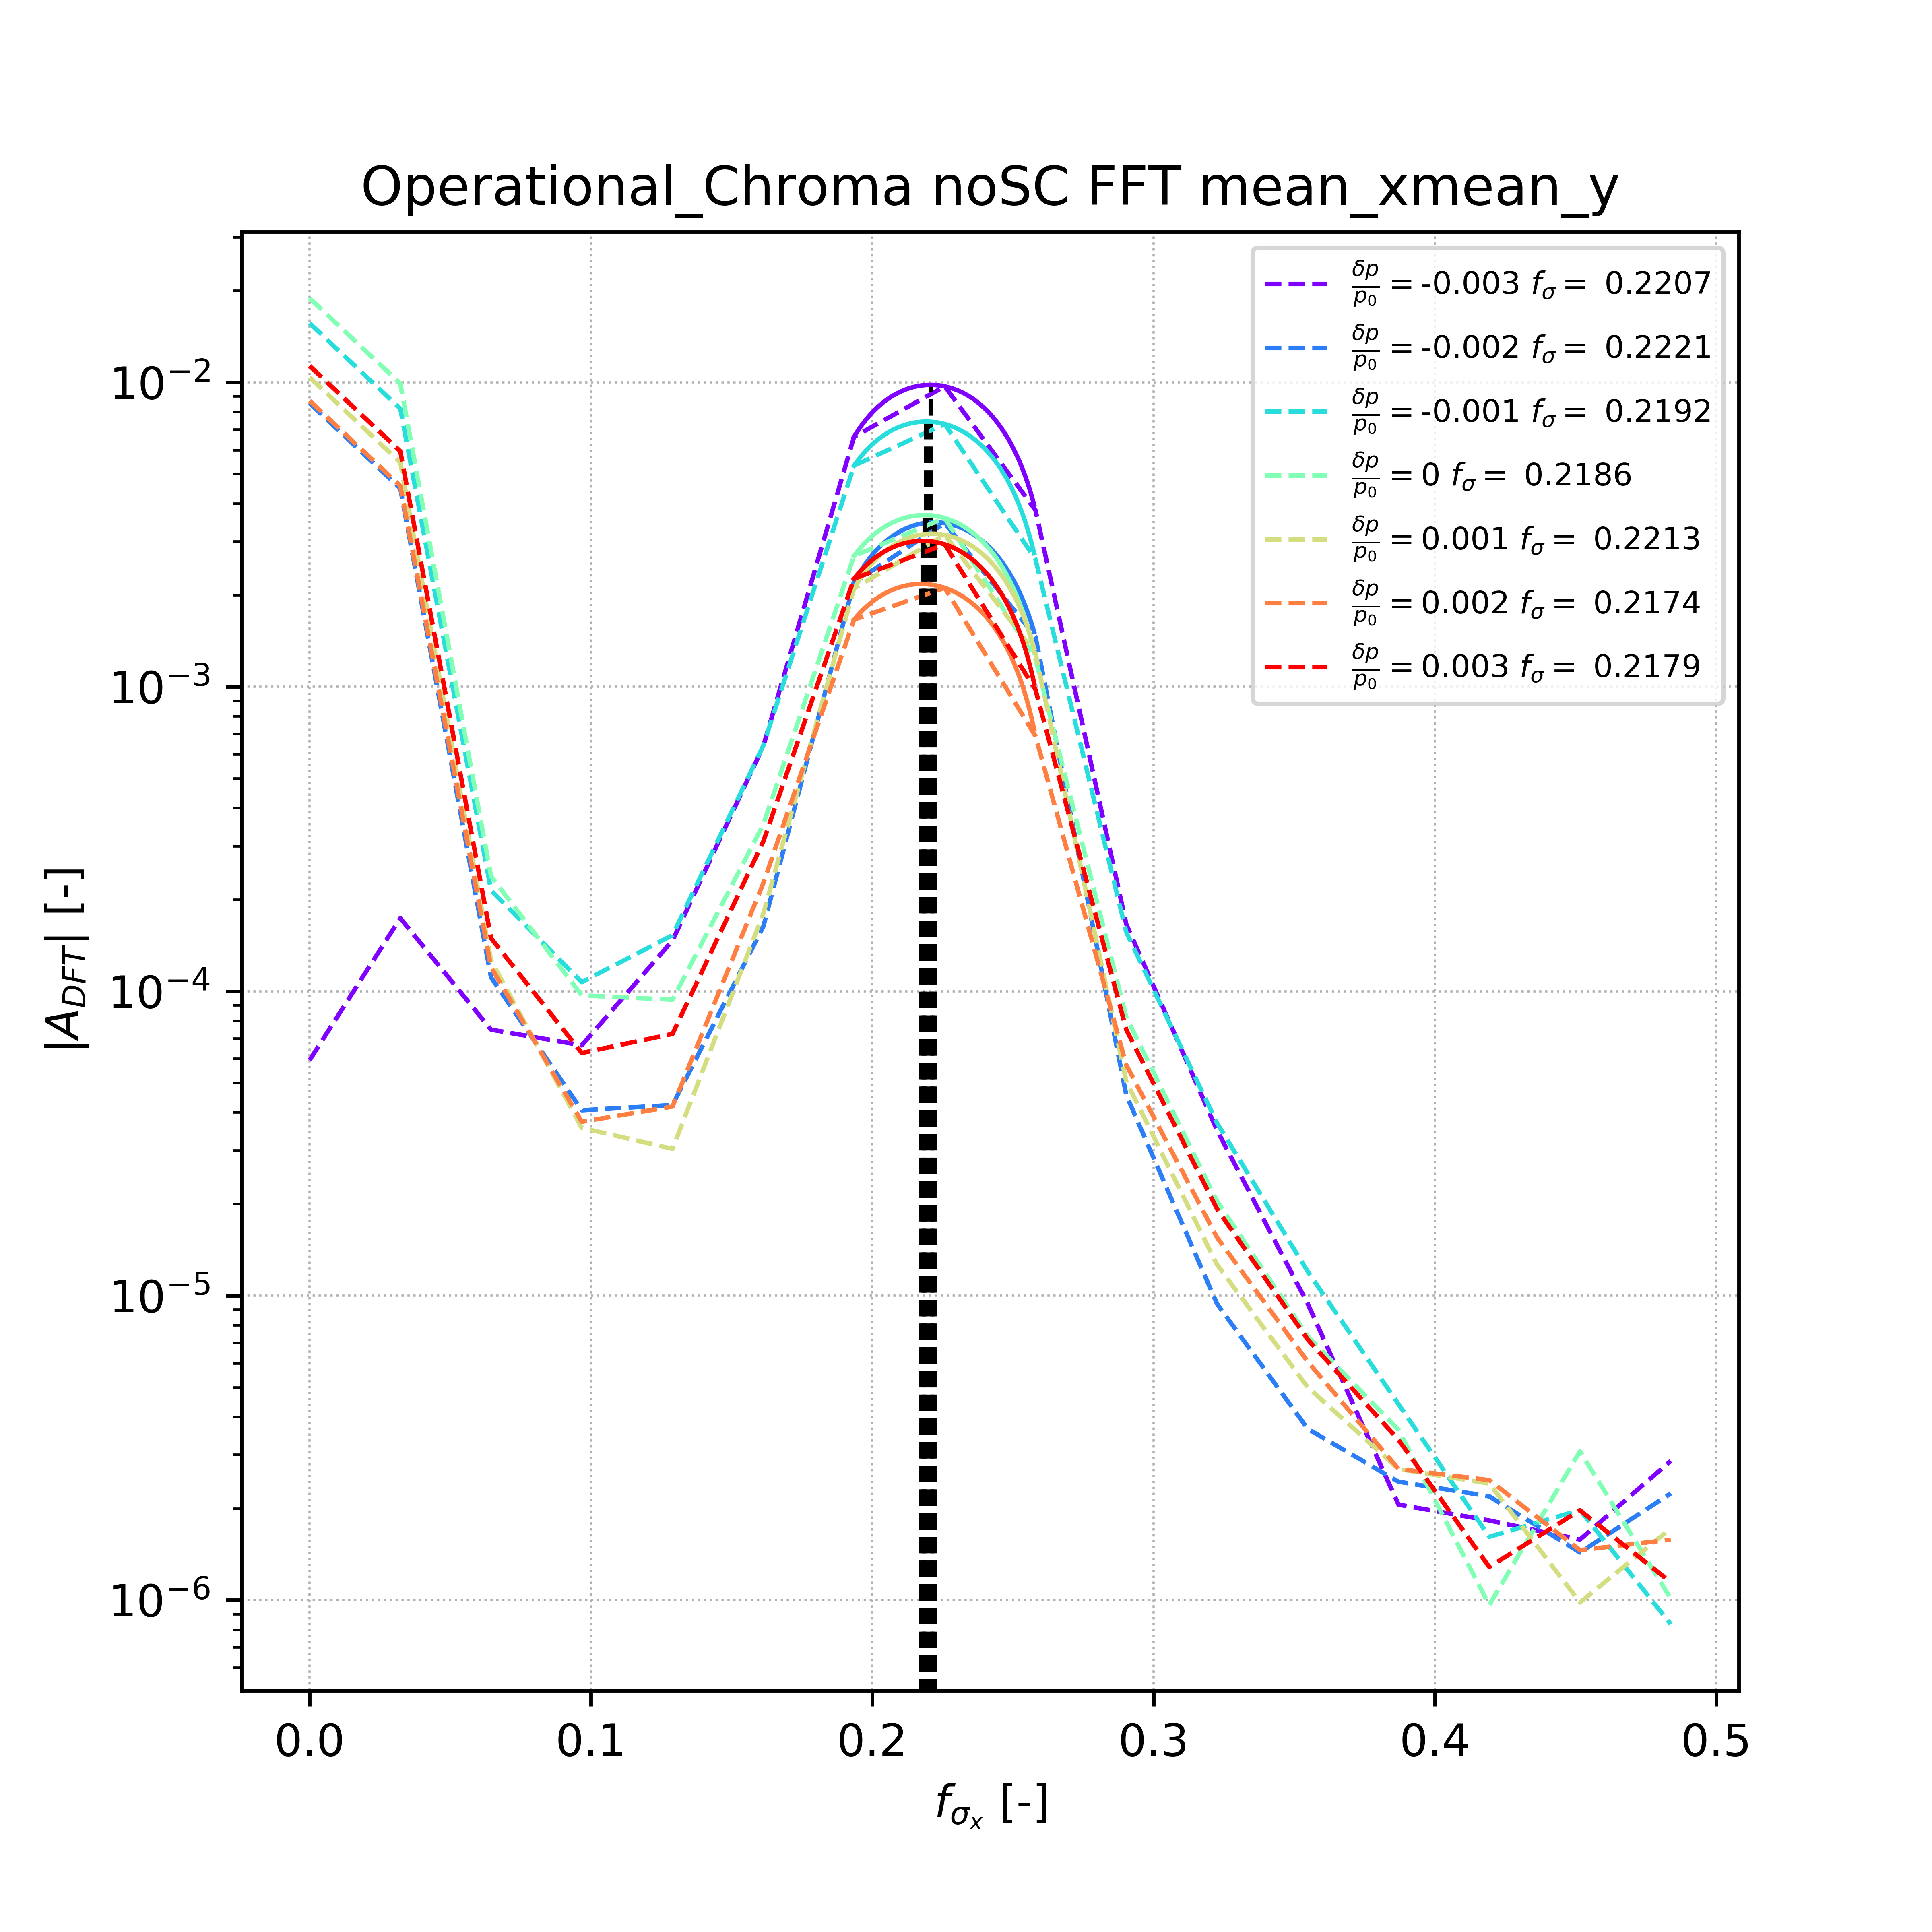 Operational_Chroma noSC FFT mean_xmean_y
δp/p₀ = -0.003 fσ = 0.2207
δp/p₀ = -0.002 fσ = 0.2221
δp/p₀ = -0.001 fσ = 0.2192
δp/p₀ = 0 fσ = 0.2186
δp/p₀ = 0.001 fσ = 0.2213
δp/p₀ = 0.002 fσ = 0.2174
δp/p₀ = 0.003 fσ = 0.2179
|A_DFT| [-]
10⁻²
10⁻³
10⁻⁴
10⁻⁵
10⁻⁶
0.0 0.1 0.2 0.3 0.4 0.5
f_σₓ [-]